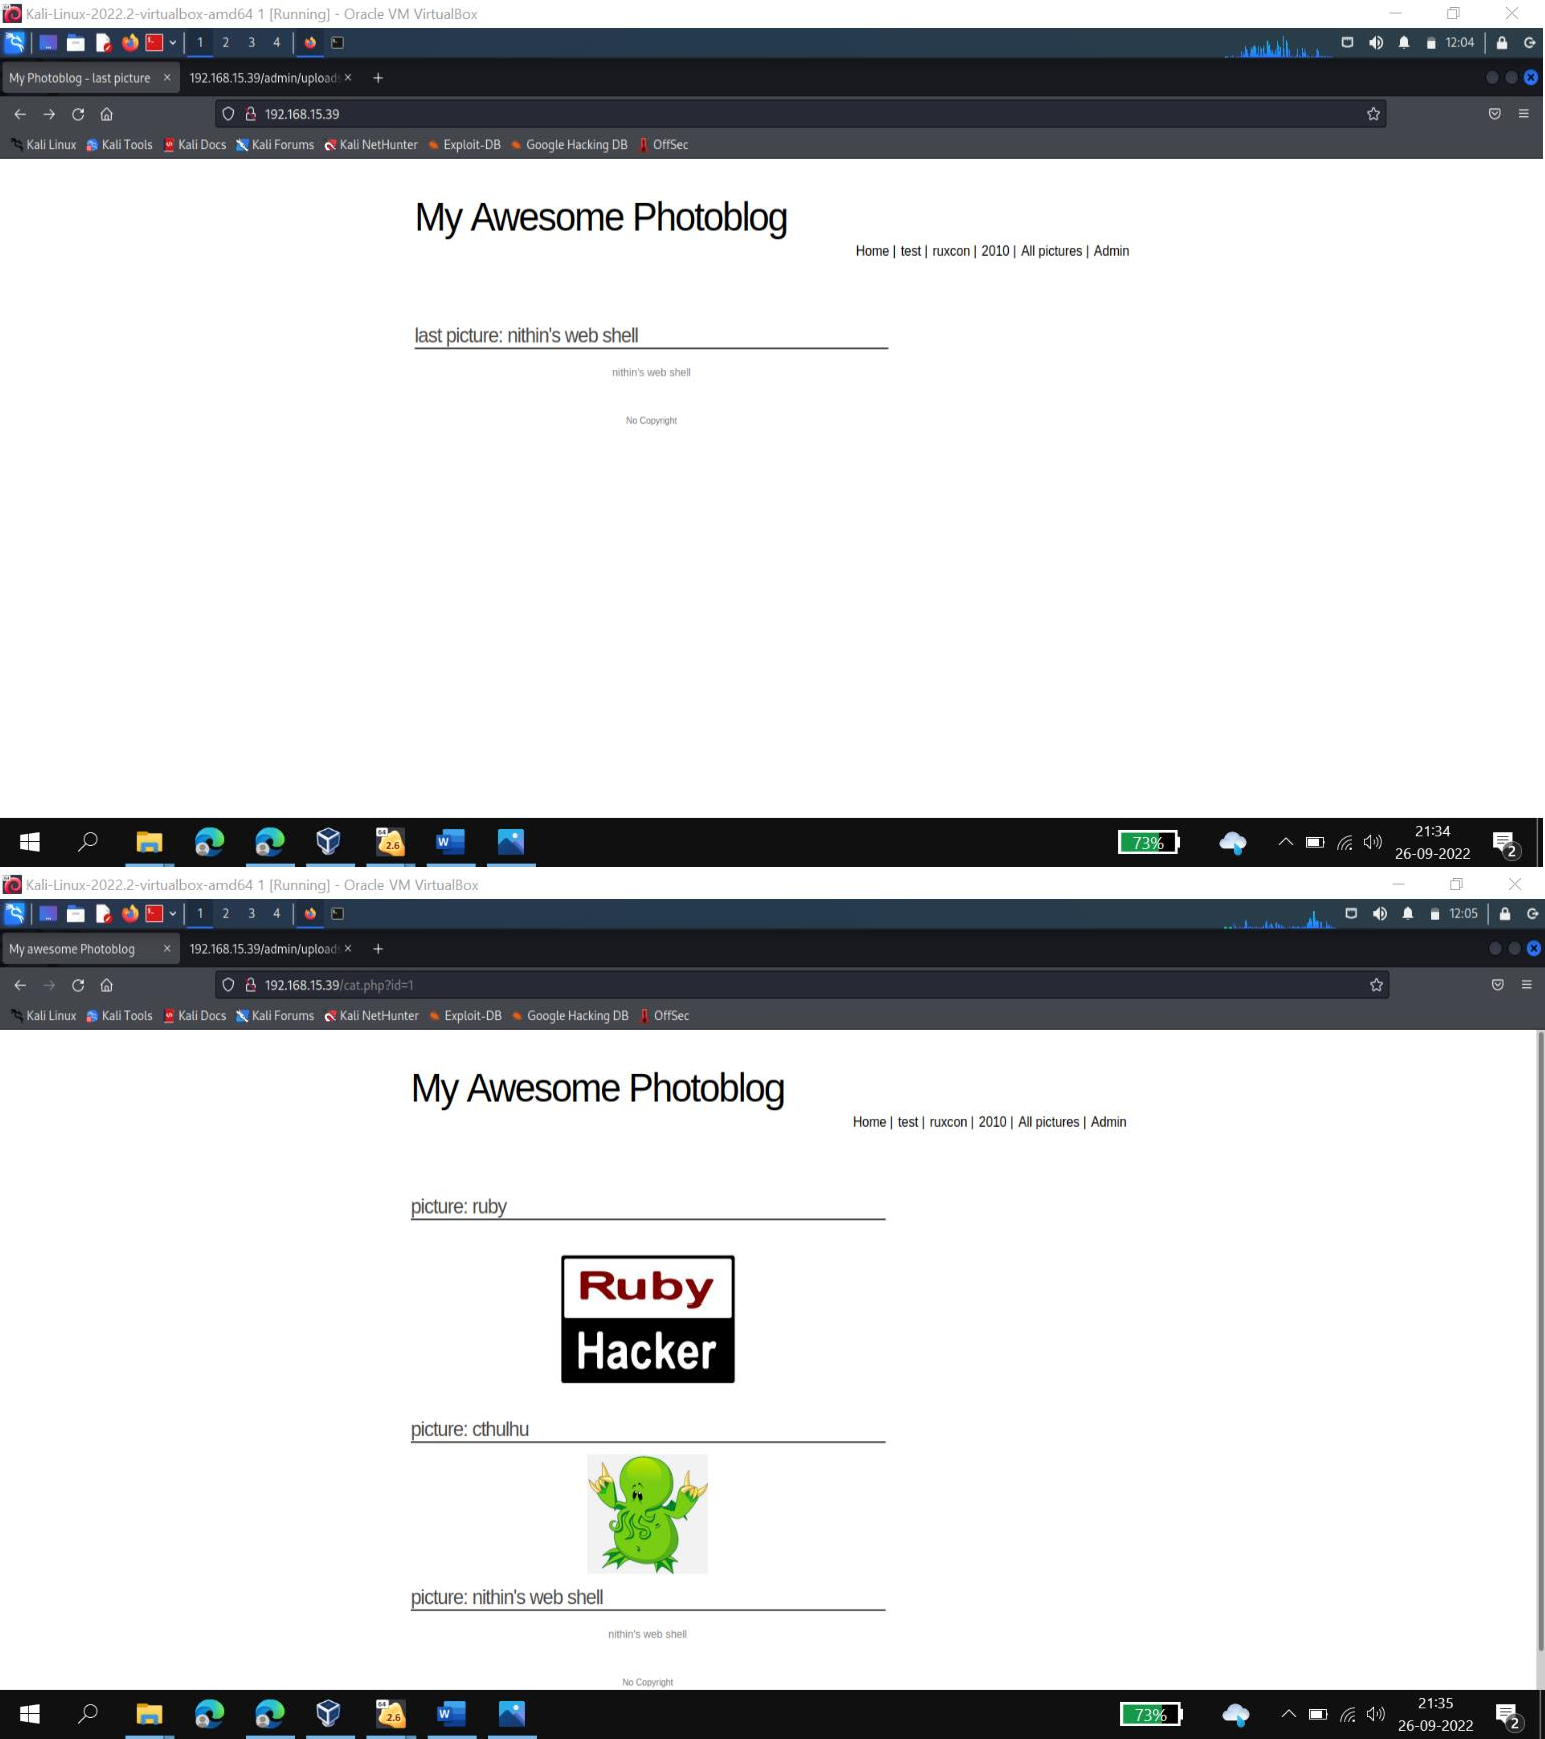 Kali-Linux-2022.2-virtualbox-amd64 1 [Running] - Oracle VM VirtualBox
1 2 3 4 12:04
My Photoblog - last picture × 192.168.15.39/admin/upload × +
192.168.15.39
Kali Linux Kali Tools Kali Docs Kali Forums Kali NetHunter Exploit-DB Google Hacking DB OffSec
My Awesome Photoblog
Home | test | ruxcon | 2010 | All pictures | Admin
last picture: nithin's web shell
nithin's web shell
No Copyright
64
2.6
W
73%
21:34
26-09-2022
2
Kali-Linux-2022.2-virtualbox-amd64 1 [Running] - Oracle VM VirtualBox
1 2 3 4 12:05
My awesome Photoblog × 192.168.15.39/admin/upload × +
192.168.15.39/cat.php?id=1
Kali Linux Kali Tools Kali Docs Kali Forums Kali NetHunter Exploit-DB Google Hacking DB OffSec
My Awesome Photoblog
Home | test | ruxcon | 2010 | All pictures | Admin
picture: ruby
Ruby
Hacker
picture: cthulhu
picture: nithin's web shell
nithin's web shell
No Copyright
64
2.6
W
73%
21:35
26-09-2022
2